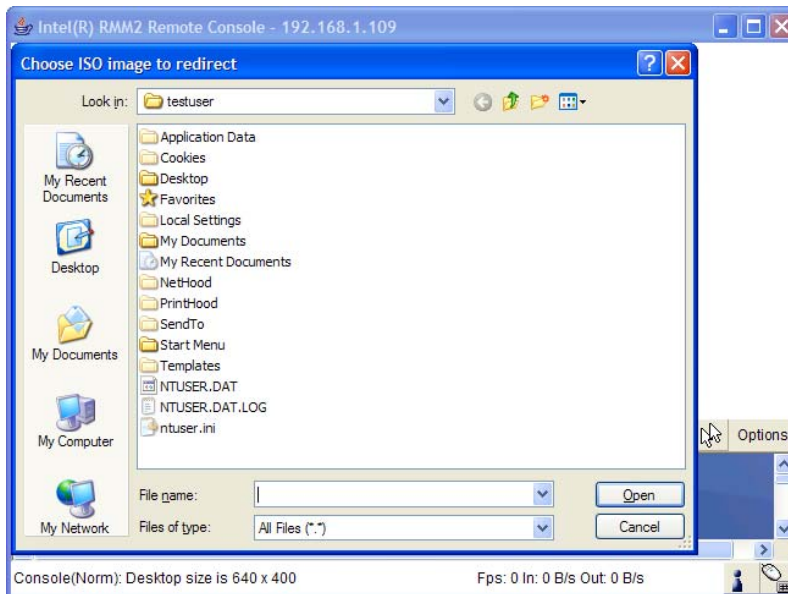 Intel(R) RMM2 Remote Console - 192.168.1.109
Choose ISO image to redirect
Look in: testuser
My Recent Documents
Desktop
My Documents
My Computer
My Network
Application Data
Cookies
Desktop
Favorites
Local Settings
My Documents
My Recent Documents
NetHood
PrintHood
SendTo
Start Menu
Templates
NTUSER.DAT
NTUSER.DAT.LOG
ntuser.ini
File name: Open
Files of type: All Files (*.*) Cancel
Options
Console(Norm): Desktop size is 640 x 400 Fps: 0 In: 0 B/s Out: 0 B/s